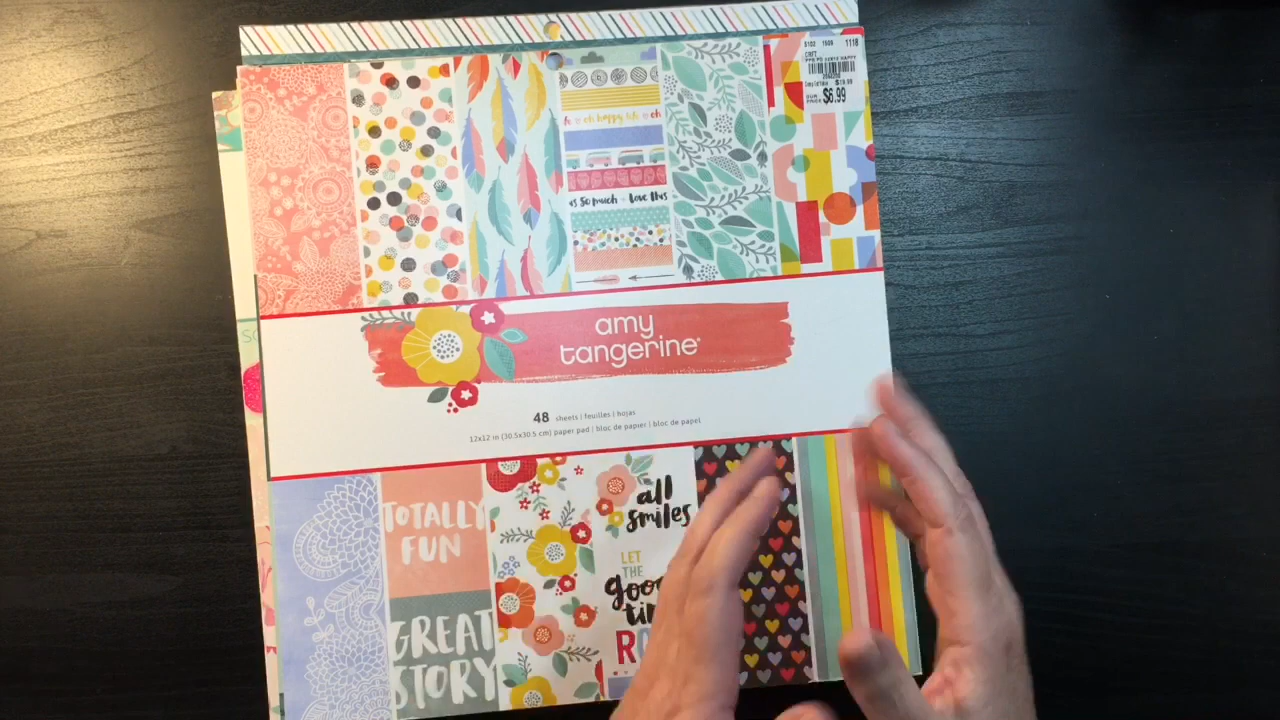 $6.99
oh happy life
so much + love this
amy
tangerine
48 sheets | feuilles | hojas
12x12 in (30.5x30.5 cm) paper pad | bloc de papier | bloc de papel
TOTALLY
FUN
GREAT
STORY
all
smiles
LET
THE